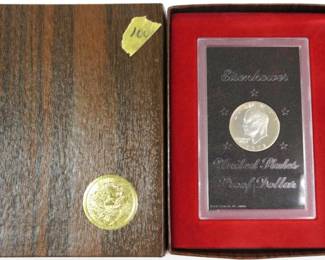 100
Eisenhower
United States
Proof Dollar